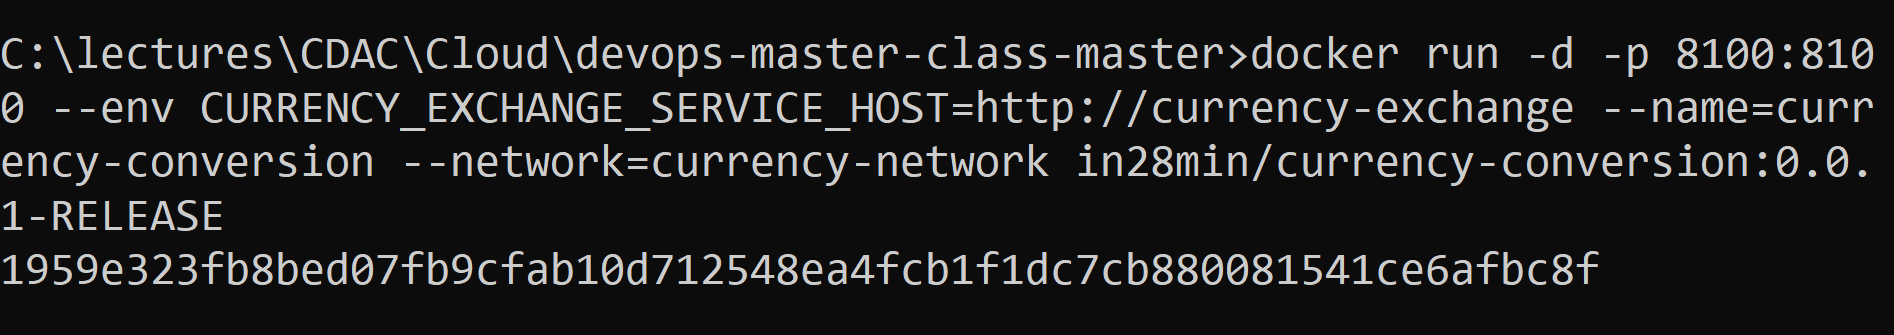 C:\lectures\CDAC\Cloud\devops-master-class-master>docker run -d -p 8100:810
0 --env CURRENCY_EXCHANGE_SERVICE_HOST=http://currency-exchange --name=curr
ency-conversion --network=currency-network in28min/currency-conversion:0.0.
1-RELEASE
1959e323fb8bed07fb9cfab10d712548ea4fcb1f1dc7cb880081541ce6afbc8f